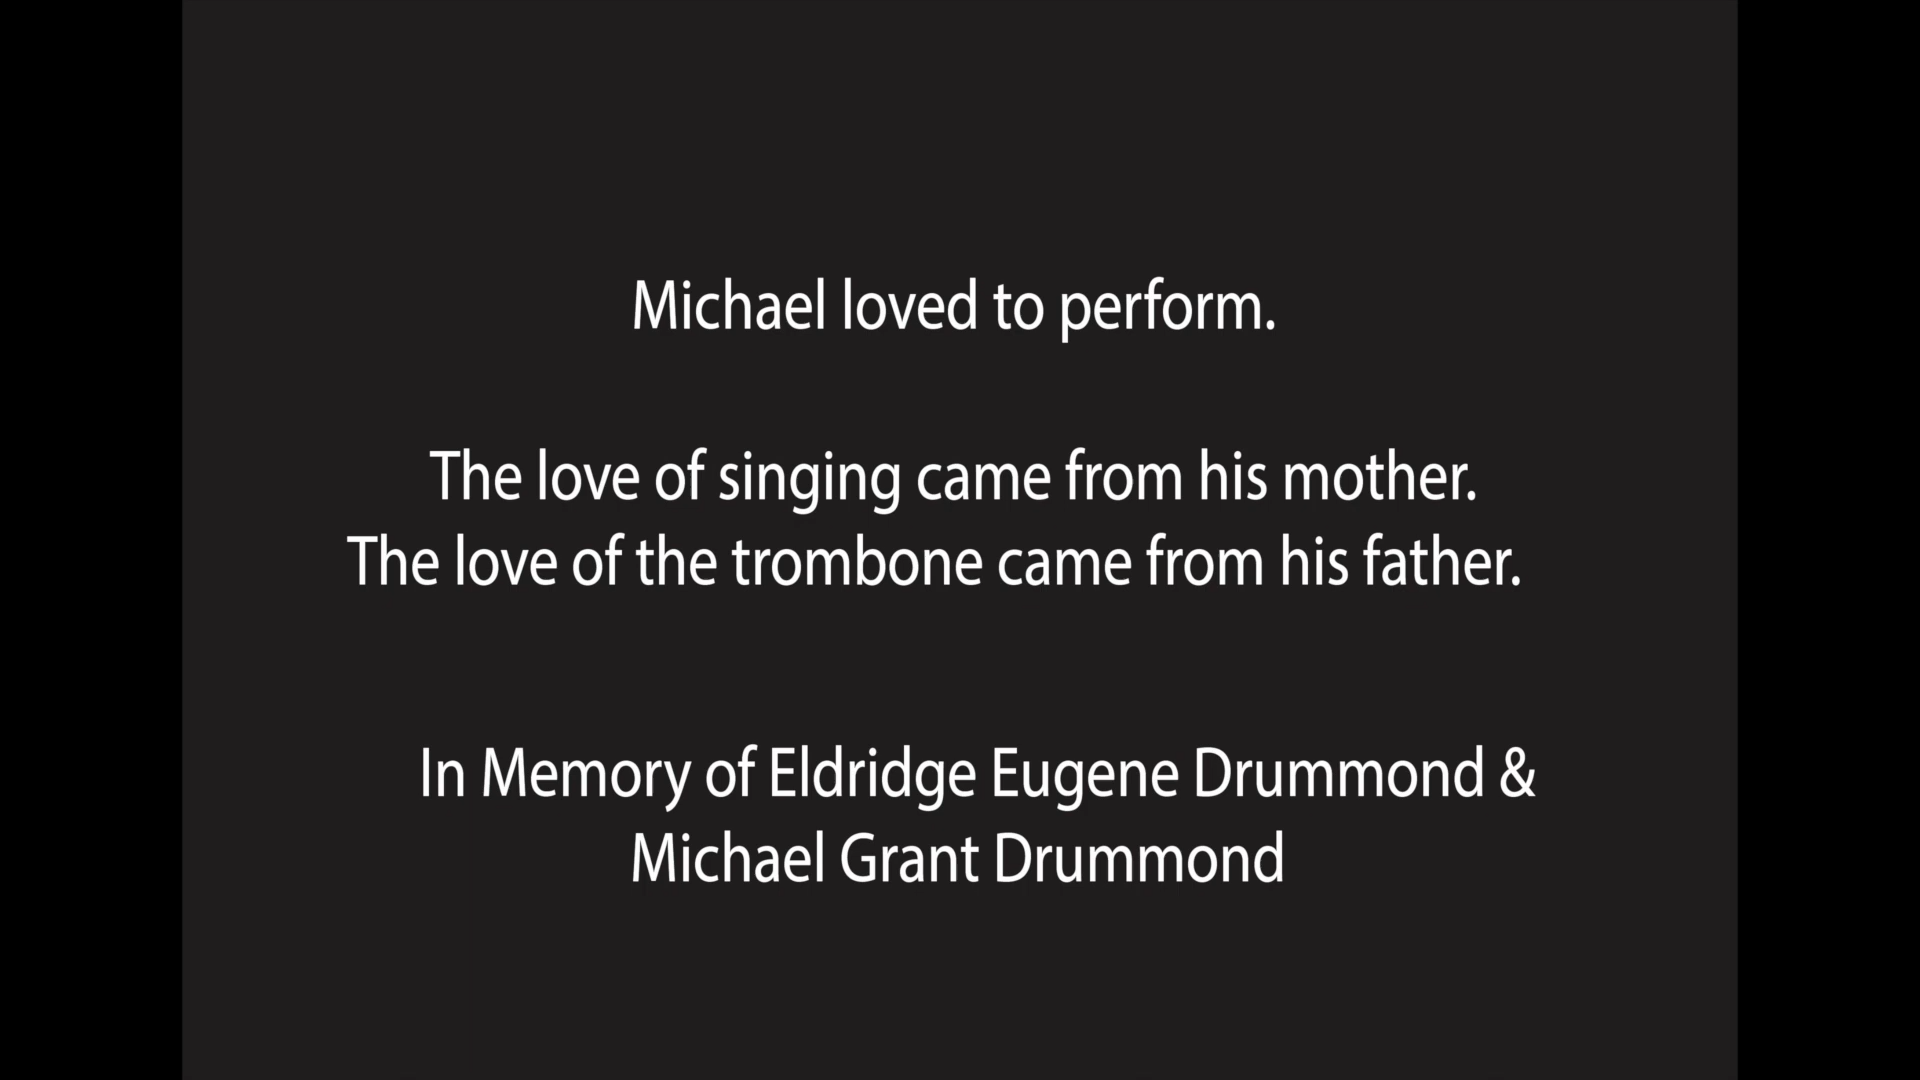 Michael loved to perform.
The love of singing came from his mother.
The love of the trombone came from his father.
In Memory of Eldridge Eugene Drummond &
Michael Grant Drummond